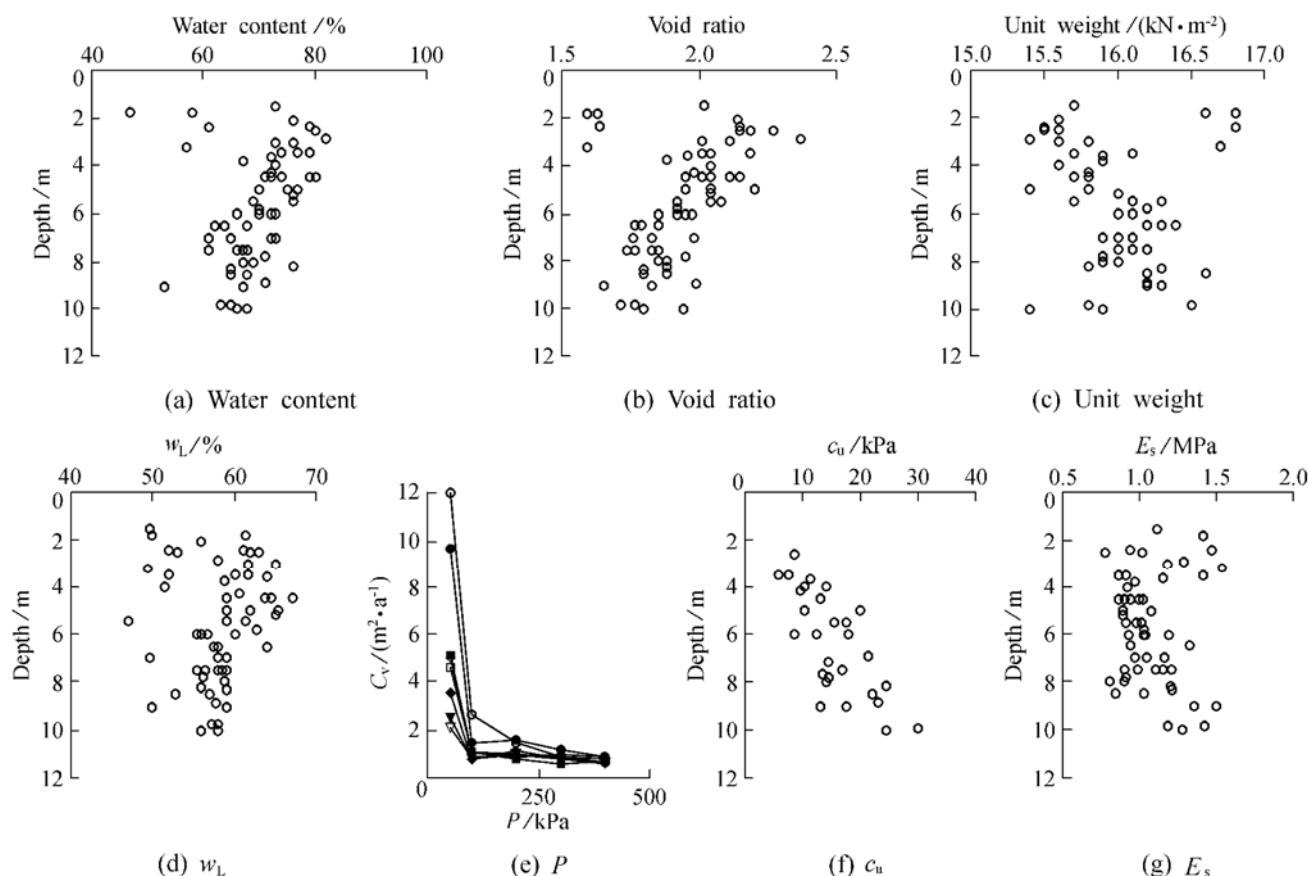 Water content /%
40 60 80 100
0
2
4
6
8
10
12
Depth/m
(a) Water content
Void ratio
1.5 2.0 2.5
0
2
4
6
8
10
12
Depth/m
(b) Void ratio
Unit weight /(kN·m⁻²)
15.0 15.5 16.0 16.5 17.0
0
2
4
6
8
10
12
Depth/m
(c) Unit weight
w_L/%
40 50 60 70
0
2
4
6
8
10
12
Depth/m
(d) w_L
12
10
8
6
4
2
0 250 500
C_v/(m²·a⁻¹)
P/kPa
(e) P
c_u/kPa
0 10 20 30 40
0
2
4
6
8
10
12
Depth/m
(f) c_u
E_s/MPa
0.5 1.0 1.5 2.0
0
2
4
6
8
10
12
Depth/m
(g) E_s